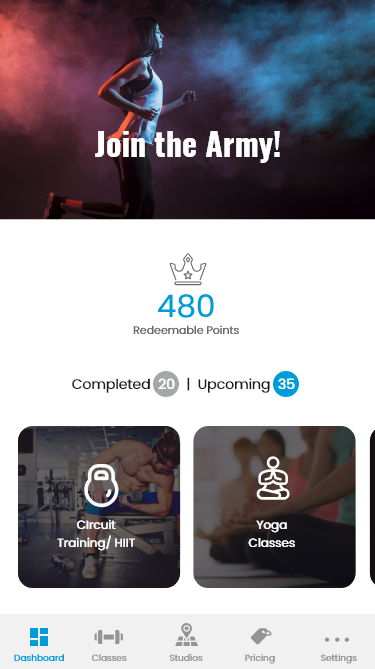 Join the Army!
480
Redeemable Points
Completed 20 | Upcoming 35
CIrcuit
Training/ HIIT
Yoga
Classes
Dashboard Classes Studios Pricing Settings